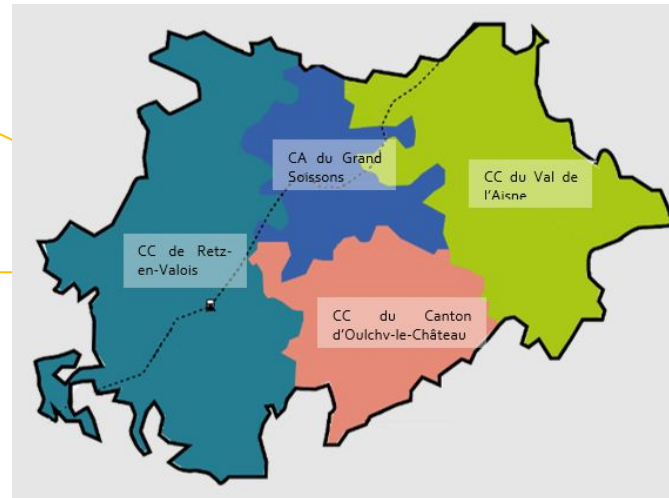 CA du Grand
Soissons
CC du Val de
l'Aisne
CC de Retz-
en-Valois
CC du Canton
d'Oulchy-le-Château